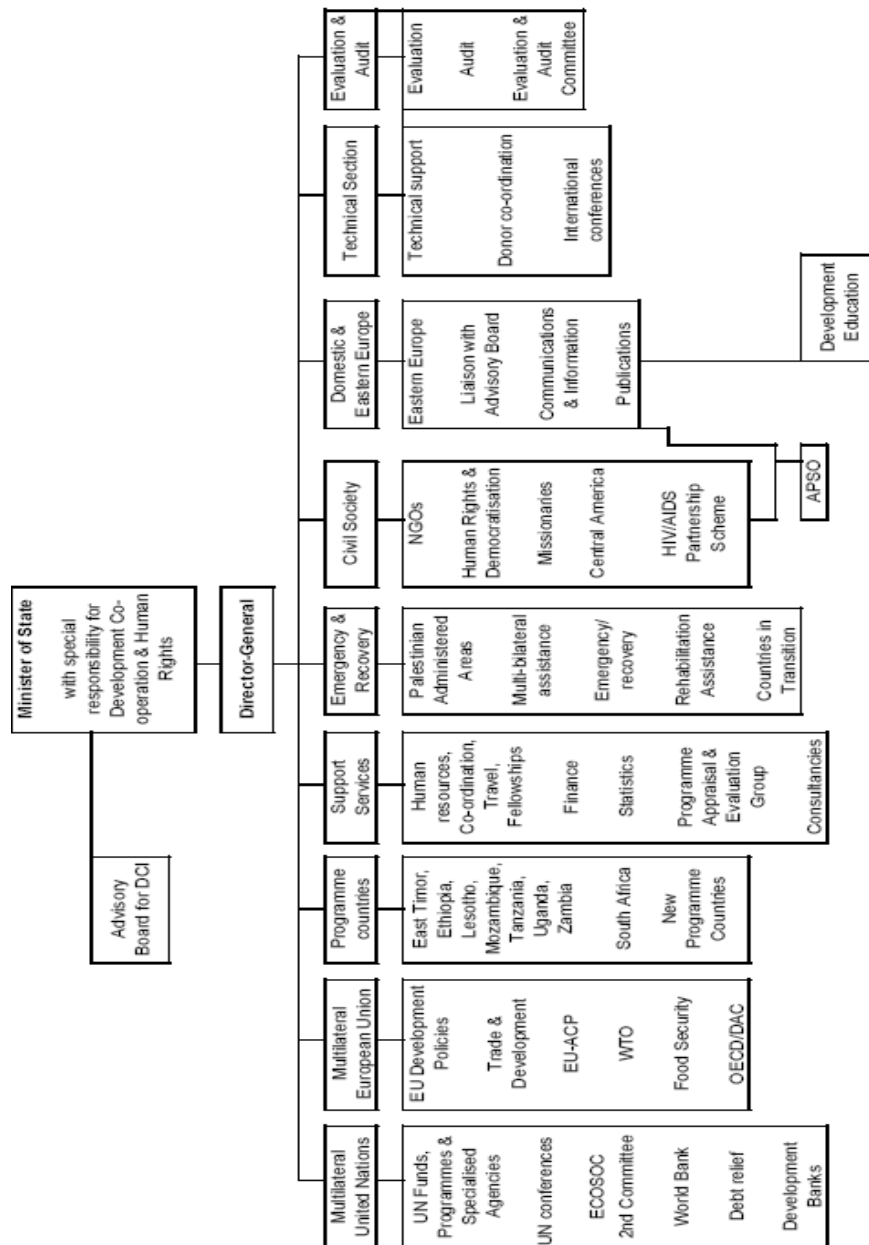 Minister of State
with special
responsibility for
Development Co-
operation & Human
Rights
Advisory
Board for DCI
Director-General
Multilateral
United Nations
UN Funds,
Programmes &
Specialised
Agencies
UN conferences
ECOSOC
2nd Committee
World Bank
Debt relief
Development
Banks
Multilateral
European Union
EU Development
Policies
Trade &
Development
EU-ACP
WTO
Food Security
OECD/DAC
Programme
countries
East Timor,
Ethiopia,
Lesotho,
Mozambique,
Tanzania,
Uganda,
Zambia
South Africa
New
Programme
Countries
Support
Services
Human
resources,
Co-ordination,
Travel,
Fellowships
Finance
Statistics
Programme
Appraisal &
Evaluation
Group
Consultancies
Emergency &
Recovery
Palestinian
Administered
Areas
Multi-bilateral
assistance
Emergency/
recovery
Rehabilitation
Assistance
Countries in
Transition
Civil Society
NGOs
Human Rights &
Democratisation
Missionaries
Central America
HIV/AIDS
Partnership
Scheme
Domestic &
Eastern Europe
Eastern Europe
Liaison with
Advisory Board
Communications
& Information
Publications
Technical Section
Technical support
Donor co-ordination
International
conferences
Evaluation &
Audit
Evaluation
Audit
Evaluation &
Audit
Committee
APSO
Development
Education